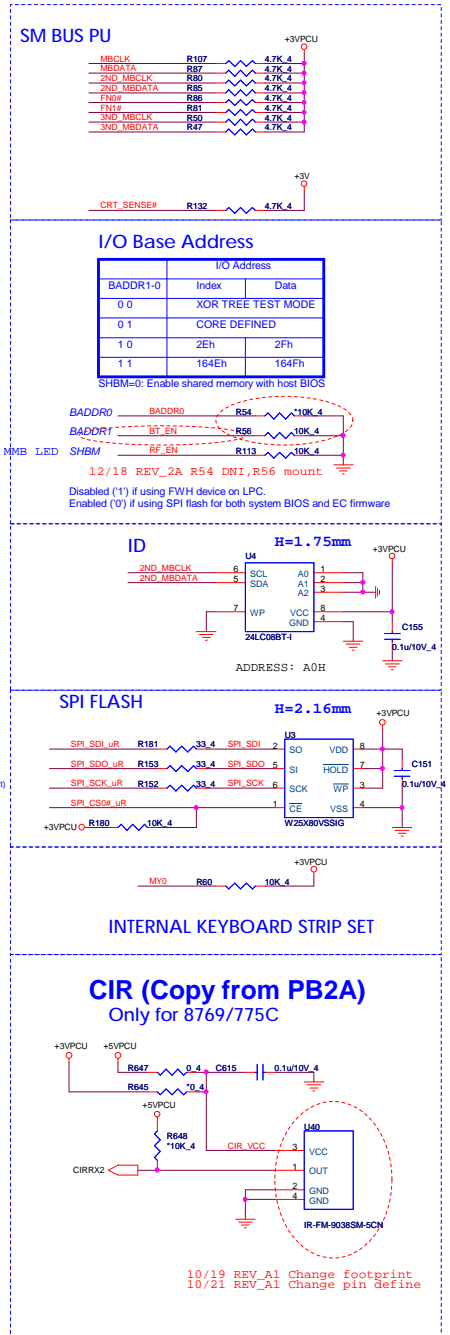 SM BUS PU
+3VPCU
MBCLK R107 4.7K_4
MBDATA R87 4.7K_4
2ND_MBCLK R80 4.7K_4
2ND_MBDATA R85 4.7K_4
FN0# R86 4.7K_4
FN1# R81 4.7K_4
3ND_MBCLK R50 4.7K_4
3ND_MBDATA R47 4.7K_4
+3V
CRT_SENSE# R132 4.7K_4
I/O Base Address
I/O Address
BADDR1-0 Index Data
0 0 XOR TREE TEST MODE
0 1 CORE DEFINED
1 0 2Eh 2Fh
1 1 164Eh 164Fh
SHBM=0: Enable shared memory with host BIOS
BADDR0 BADDR0 R54 *10K_4
BADDR1 BT_EN R56 10K_4
MMB LED SHBM RF_EN R113 10K_4
12/18 REV_2A R54 DNI,R56 mount
Disabled ('1') if using FWH device on LPC.
Enabled ('0') if using SPI flash for both system BIOS and EC firmware
ID
H=1.75mm
+3VPCU
U4
2ND_MBCLK 6 SCL A0 1
2ND_MBDATA 5 SDA A1 2
A2 3
7 WP VCC 8
GND 4
24LC08BT-I
C155
0.1u/10V_4
ADDRESS: A0H
SPI FLASH
H=2.16mm
+3VPCU
U3
SPI_SDI_uR R181 33_4 SPI_SDI 2 SO VDD 8
SPI_SDO_uR R153 33_4 SPI_SDO 5 SI HOLD 7
SPI_SCK_uR R152 33_4 SPI_SCK 6 SCK WP 3
SPI_CS0#_uR 1 CE VSS 4
C151
0.1u/10V_4
t)
+3VPCU R180 10K_4
W25X80VSSIG
+3VPCU
MY0 R60 10K_4
INTERNAL KEYBOARD STRIP SET
CIR (Copy from PB2A)
Only for 8769/775C
+3VPCU +5VPCU
R647 0_4 C615 0.1u/10V_4
R645 *0_4
+5VPCU
R648
*10K_4
CIR_VCC
U40
3 VCC
CIRRX2 1 OUT
2 GND
4 GND
IR-FM-9038SM-5CN
10/19 REV_A1 Change footprint
10/21 REV_A1 Change pin define